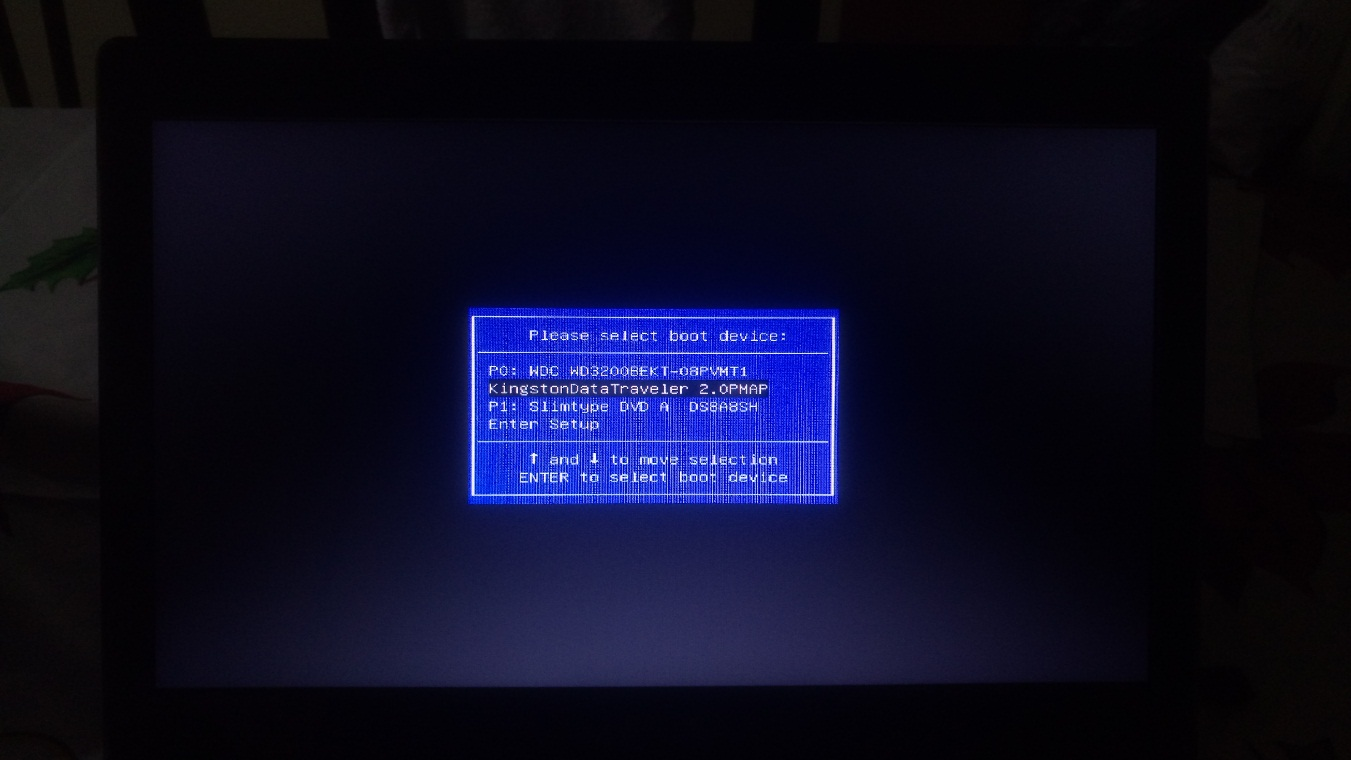 Please select boot device:
P0: WDC WD3200BEKT-08PVMT1
KingstonDataTraveler 2.0PMAP
P1: Slimtype DVD A DS8A8SH
Enter Setup
↑ and ↓ to move selection
ENTER to select boot device